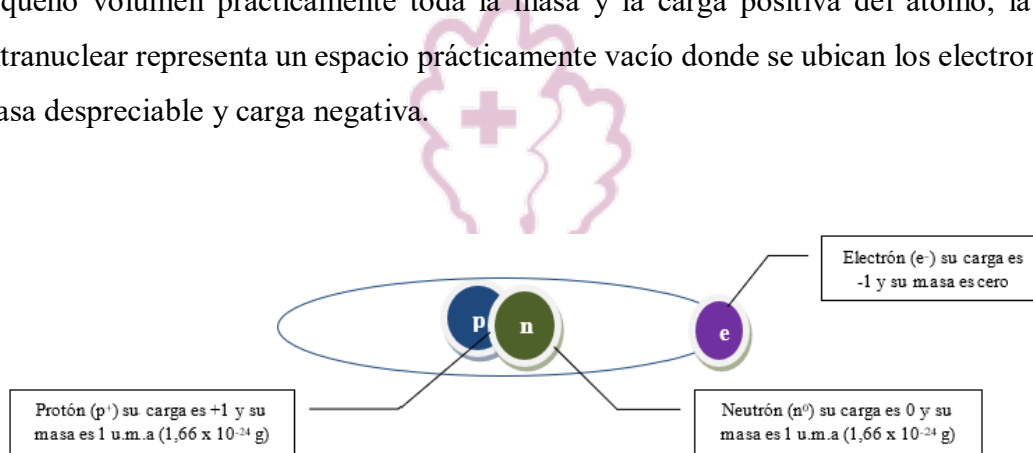 queño volumen prácticamente toda la masa y la carga positiva del átomo, la
tranuclear representa un espacio prácticamente vacío donde se ubican los electron
asa despreciable y carga negativa.
Electrón (e-) su carga es
-1 y su masa es cero
p
n
e
Protón (p⁺) su carga es +1 y su
masa es 1 u.m.a (1,66 x 10⁻²⁴ g)
Neutrón (n⁰) su carga es 0 y su
masa es 1 u.m.a (1,66 x 10⁻²⁴ g)